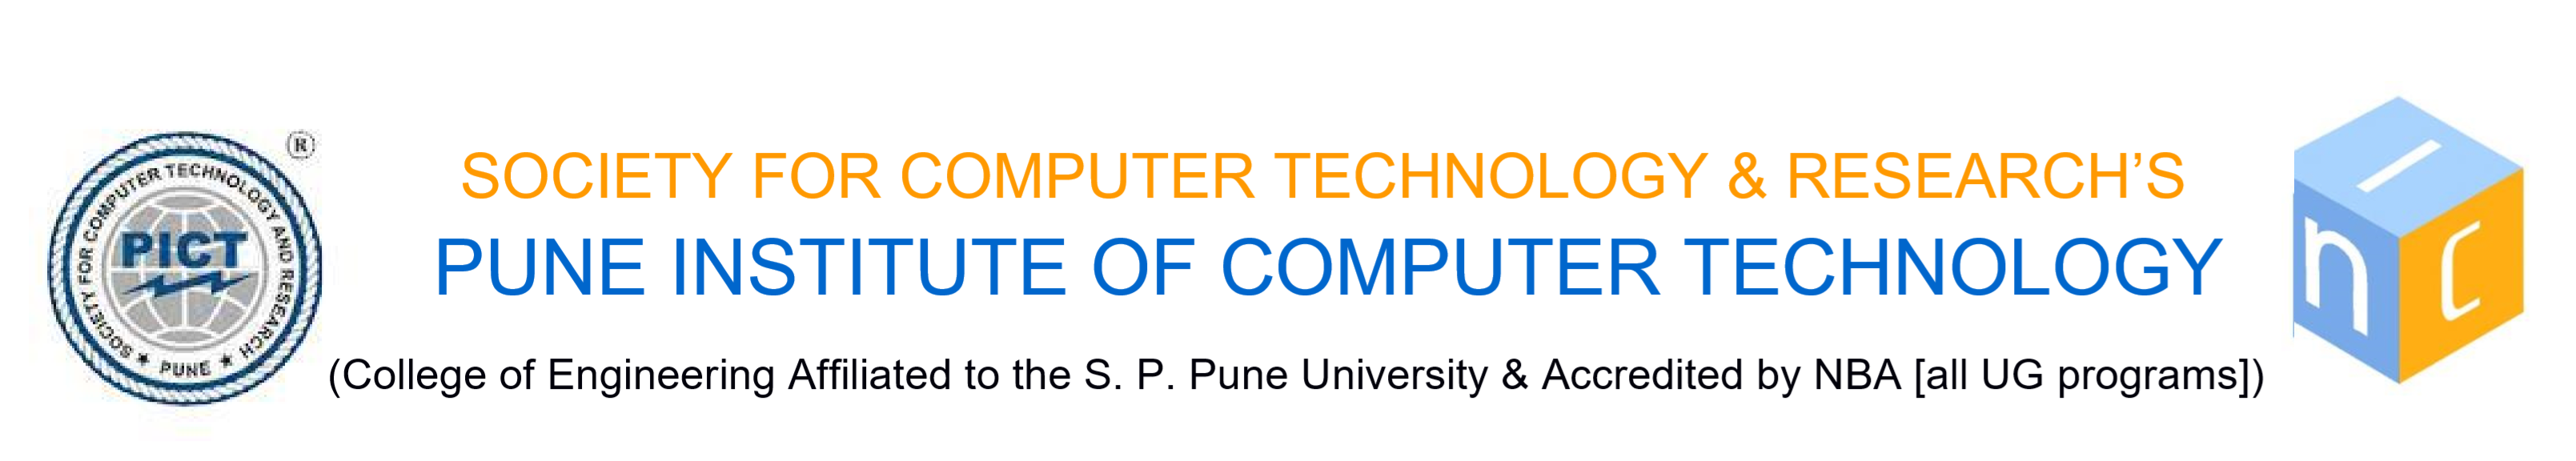 SOCIETY FOR COMPUTER TECHNOLOGY AND RESEARCH
PICT
★ PUNE ★
®
SOCIETY FOR COMPUTER TECHNOLOGY & RESEARCH’S
PUNE INSTITUTE OF COMPUTER TECHNOLOGY
(College of Engineering Affiliated to the S. P. Pune University & Accredited by NBA [all UG programs])
I
n
C